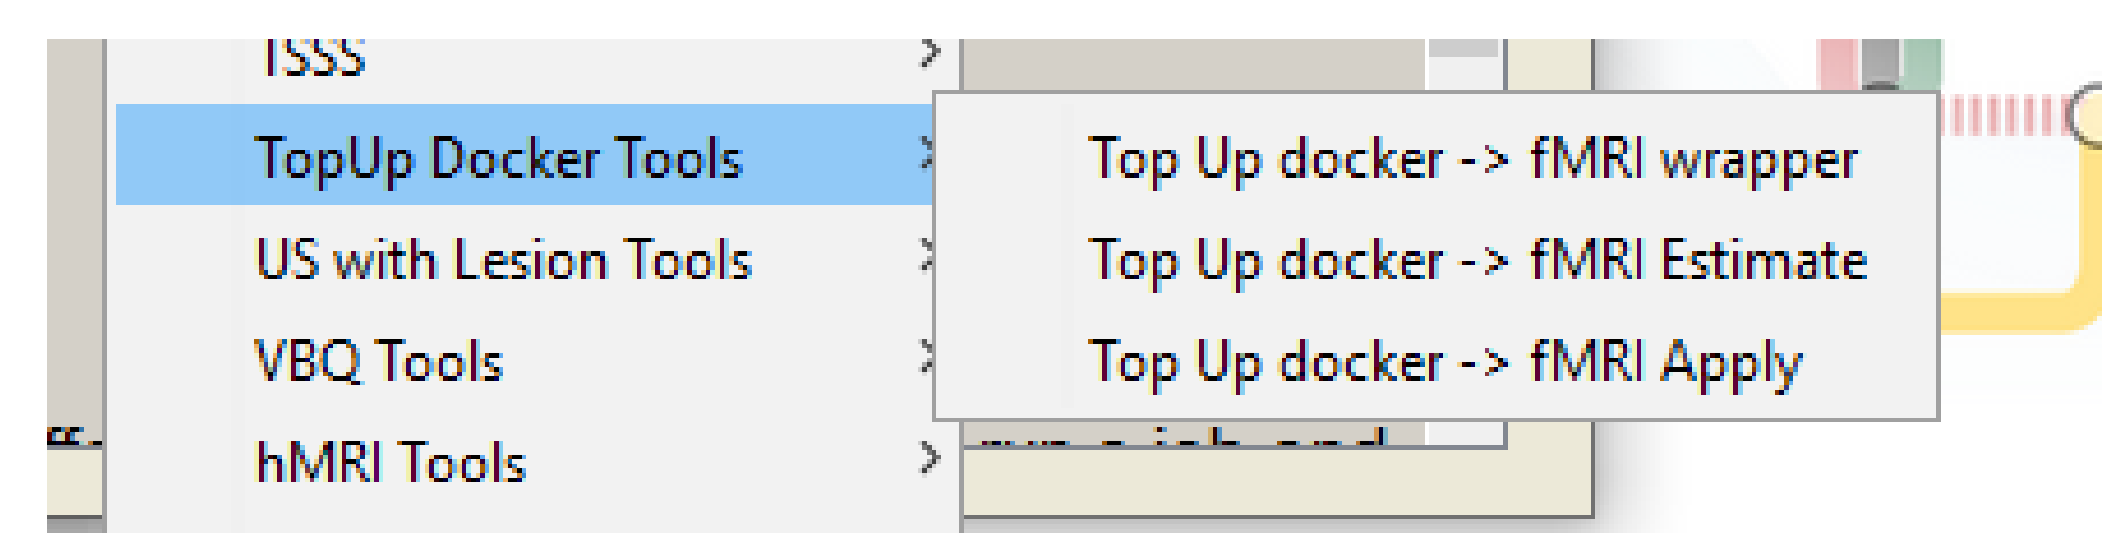 ISSS
TopUp Docker Tools
US with Lesion Tools
VBQ Tools
hMRI Tools
Top Up docker -> fMRI wrapper
Top Up docker -> fMRI Estimate
Top Up docker -> fMRI Apply